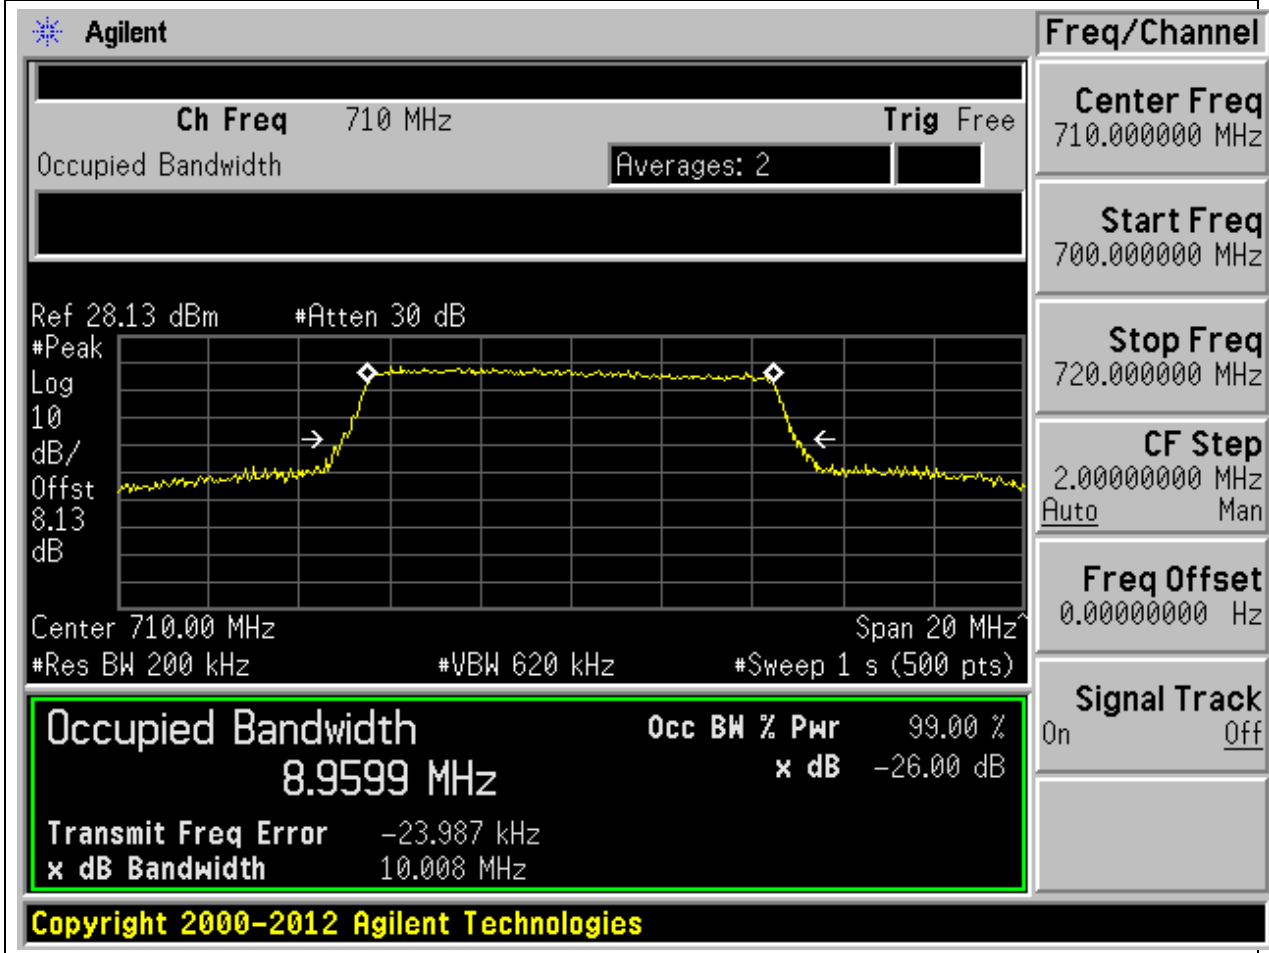 Agilent
Freq/Channel
Ch Freq 710 MHz Trig Free
Occupied Bandwidth Averages: 2
Center Freq
710.000000 MHz
Start Freq
700.000000 MHz
Stop Freq
720.000000 MHz
CF Step
2.00000000 MHz
Auto Man
Freq Offset
0.00000000 Hz
Signal Track
On Off
Ref 28.13 dBm #Atten 30 dB
#Peak
Log
10
dB/
Offst
8.13
dB
Center 710.00 MHz Span 20 MHz^
#Res BW 200 kHz #VBW 620 kHz #Sweep 1 s (500 pts)
Occupied Bandwidth Occ BW % Pwr 99.00 %
8.9599 MHz x dB -26.00 dB
Transmit Freq Error -23.987 kHz
x dB Bandwidth 10.008 MHz
Copyright 2000-2012 Agilent Technologies